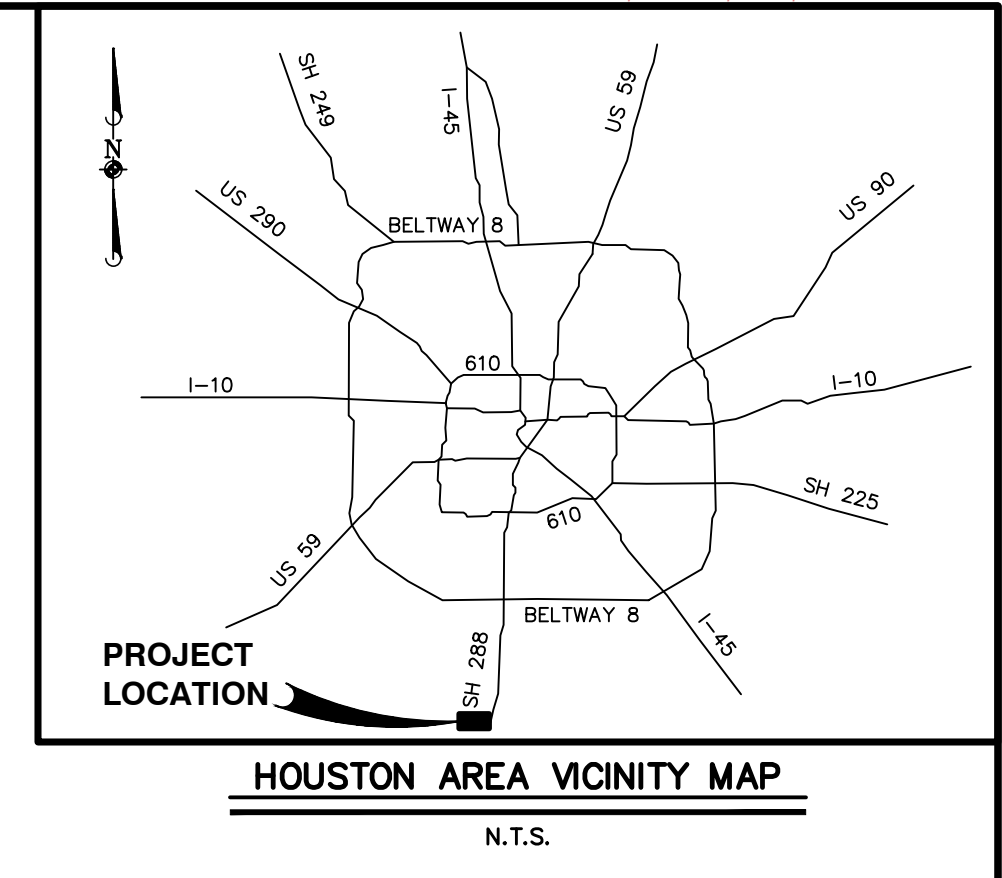 SH 249
I-45
US 59
N
US 290
US 90
BELTWAY 8
610
I-10
I-10
SH 225
610
US 59
BELTWAY 8
I-45
SH 288
PROJECT
LOCATION
HOUSTON AREA VICINITY MAP
N.T.S.